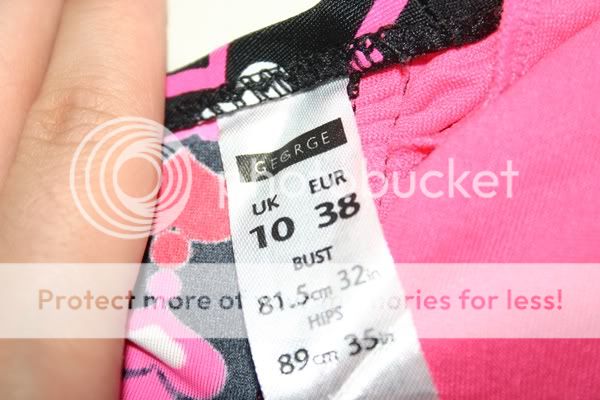 GEORGE
UK EUR
10 38
BUST
81.5cm 32in
HIPS
89cm 35in
photobucket
Protect more of your memories for less!